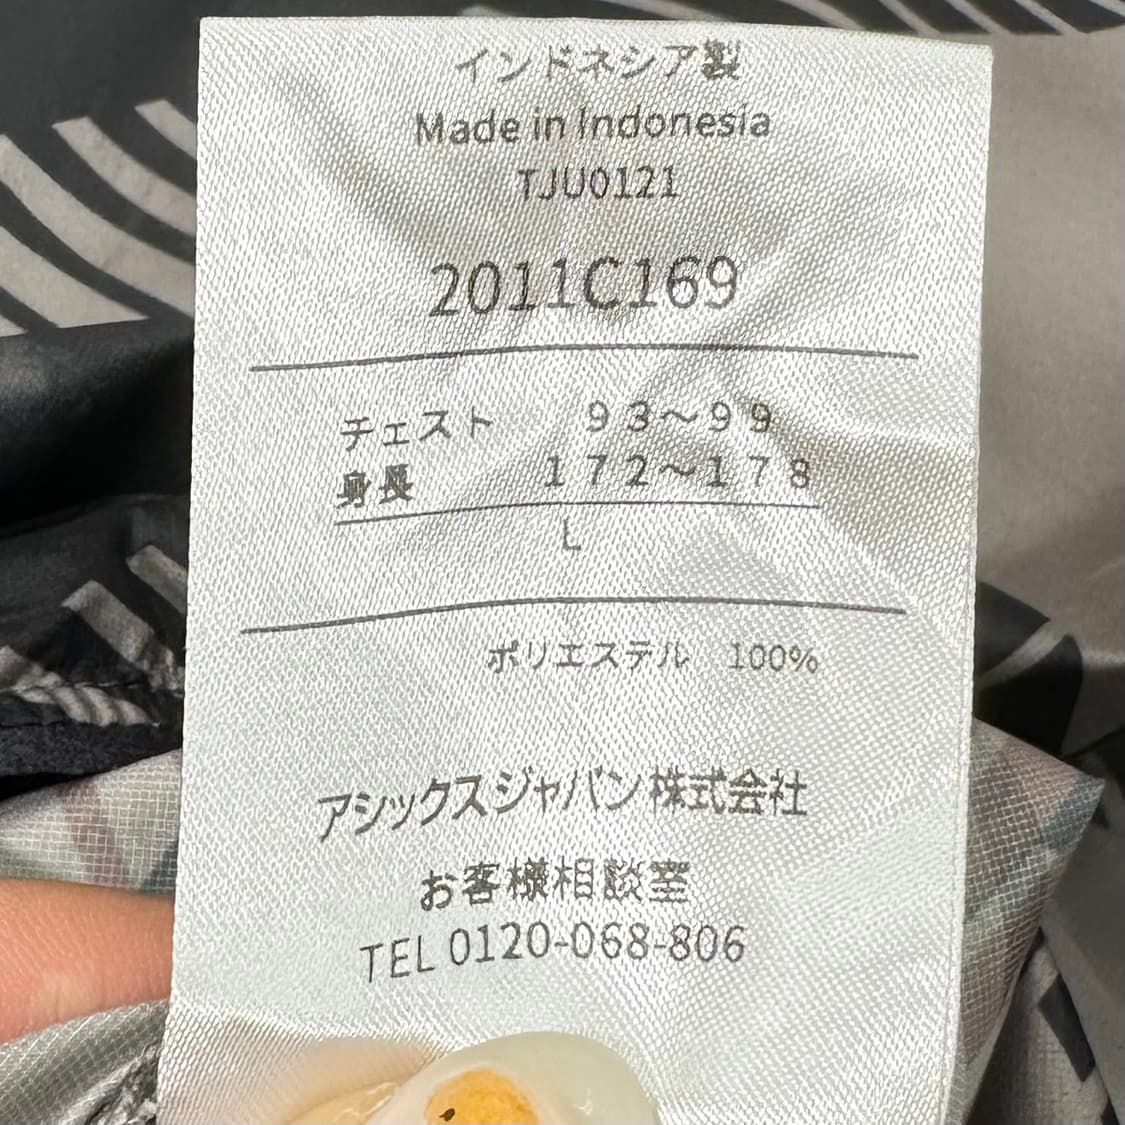 インドネシア製
Made in Indonesia
TJU0121
2011C169
チェスト 93～99
身長 172～178
L
ポリエステル 100%
アシックスジャパン株式会社
お客様相談室
TEL 0120-068-806